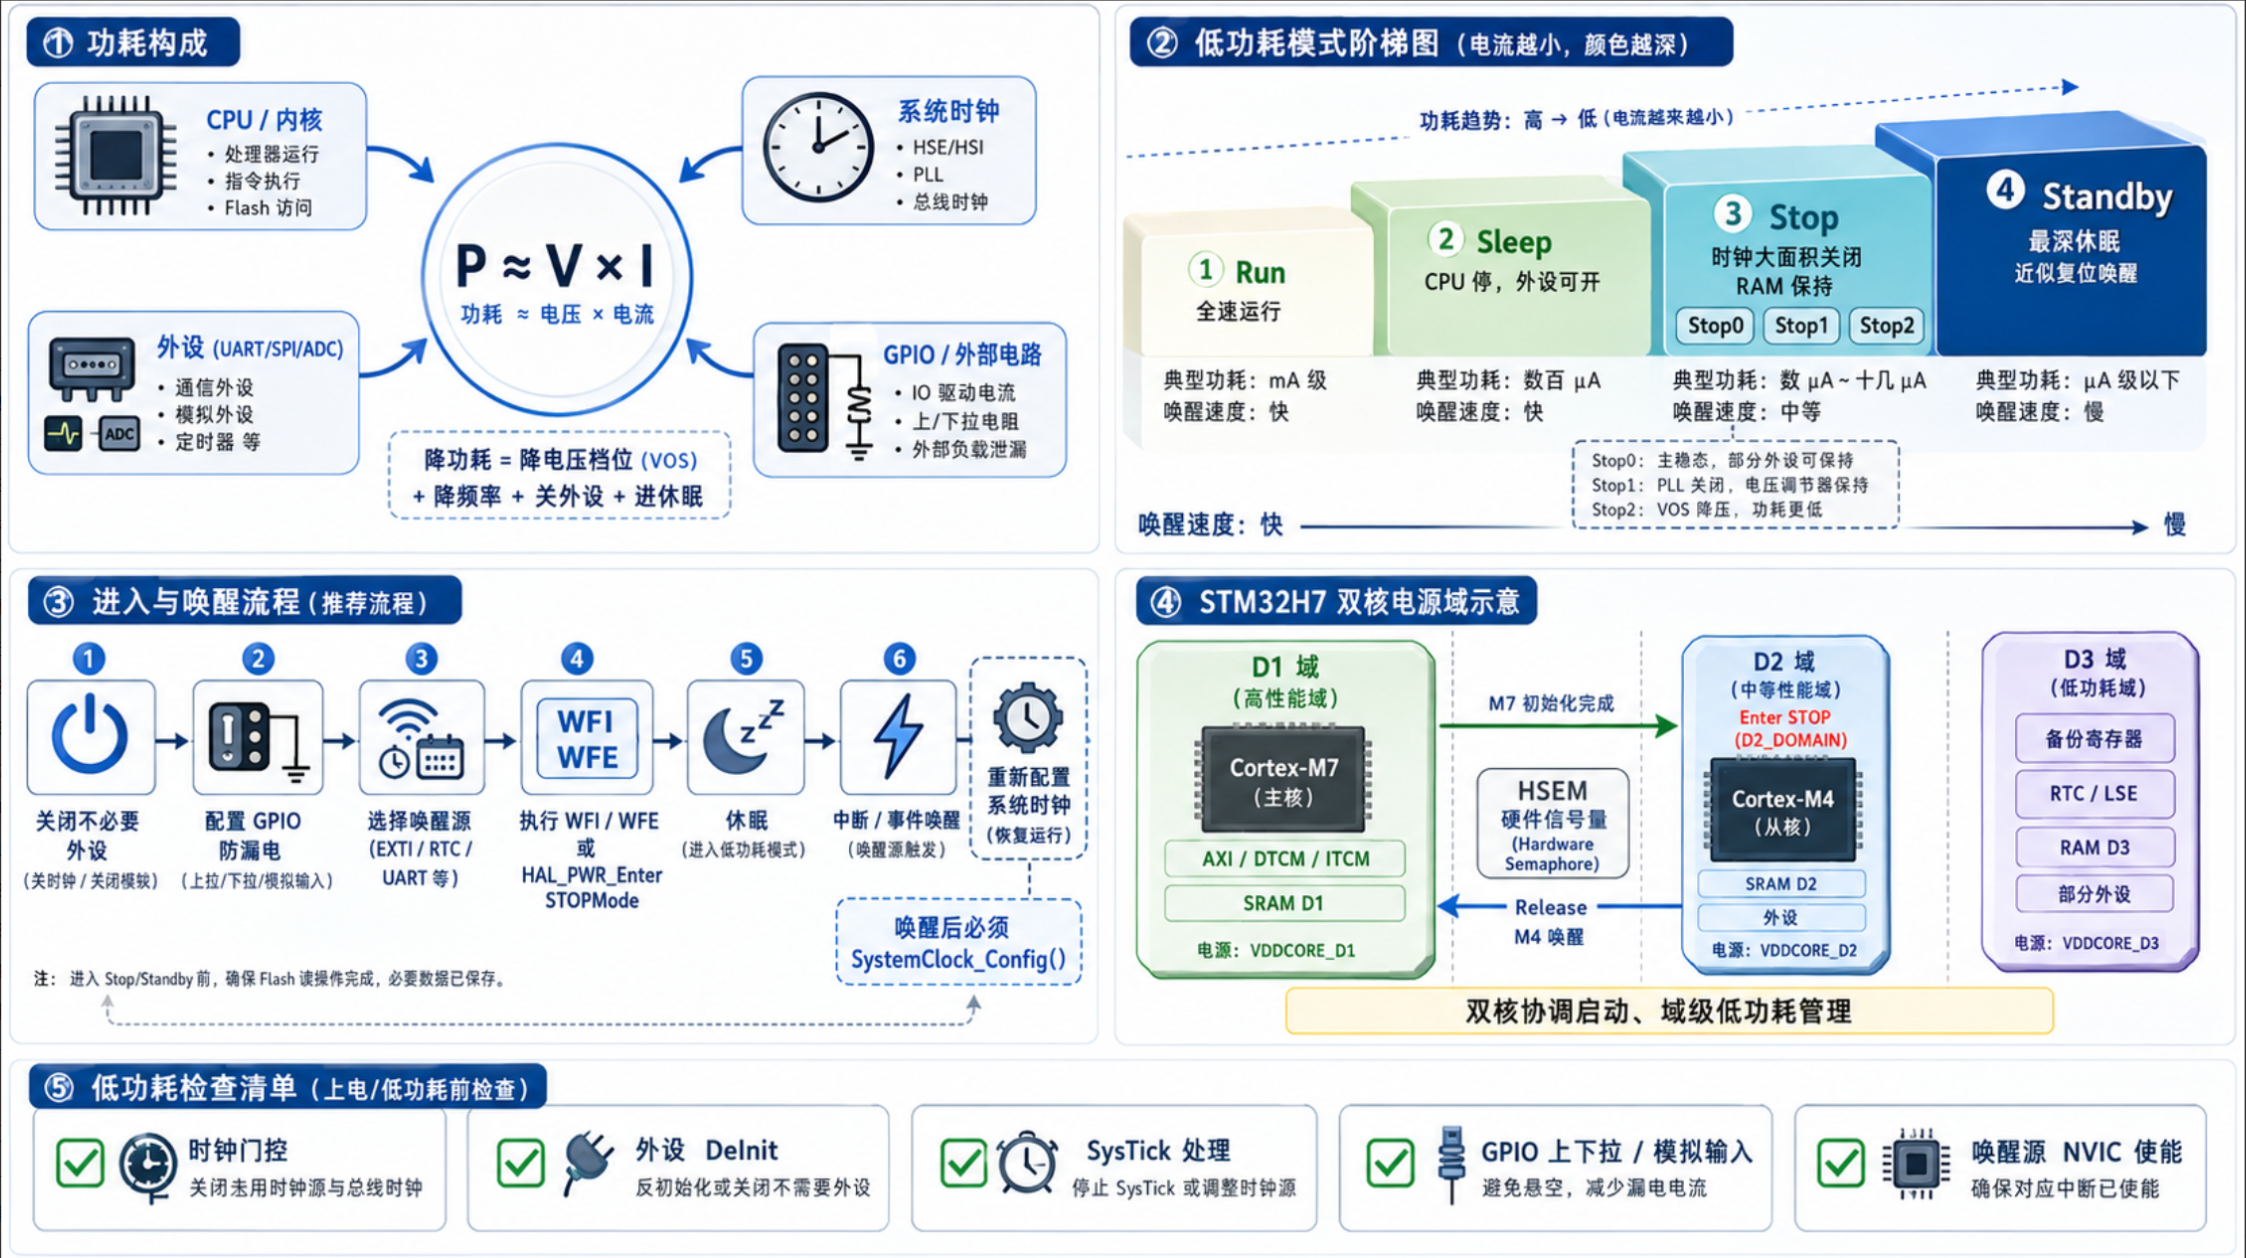 ① 功耗构成
CPU / 内核
• 处理器运行
• 指令执行
• Flash 访问
系统时钟
• HSE/HSI
• PLL
• 总线时钟
P ≈ V × I
功耗 ≈ 电压 × 电流
外设 (UART/SPI/ADC)
• 通信外设
• 模拟外设
• 定时器 等
ADC
GPIO / 外部电路
• IO 驱动电流
• 上/下拉电阻
• 外部负载泄漏
降功耗 = 降电压档位 (VOS)
+ 降频率 + 关外设 + 进休眠
② 低功耗模式阶梯图（电流越小，颜色越深）
功耗趋势：高 → 低 (电流越来越小)
① Run
全速运行
② Sleep
CPU 停，外设可开
③ Stop
时钟大面积关闭
RAM 保持
Stop0 Stop1 Stop2
④ Standby
最深休眠
近似复位唤醒
典型功耗：mA 级
唤醒速度：快
典型功耗：数百 μA
唤醒速度：快
典型功耗：数 μA ~ 十几 μA
唤醒速度：中等
典型功耗：μA 级以下
唤醒速度：慢
Stop0：主稳态，部分外设可保持
Stop1：PLL 关闭，电压调节器保持
Stop2：VOS 降压，功耗更低
唤醒速度：快
慢
③ 进入与唤醒流程 (推荐流程)
1
关闭不必要
外设
(关时钟 / 关闭模块)
2
配置 GPIO
防漏电
(上拉/下拉/模拟输入)
3
选择唤醒源
(EXTI / RTC /
UART 等)
4
WFI
WFE
执行 WFI / WFE
或
HAL_PWR_Enter
STOPMode
5
zzZ
休眠
(进入低功耗模式)
6
中断 / 事件唤醒
(唤醒源触发)
重新配置
系统时钟
(恢复运行)
唤醒后必须
SystemClock_Config()
注： 进入 Stop/Standby 前，确保 Flash 读操作完成，必要数据已保存。
④ STM32H7 双核电源域示意
D1 域
(高性能域)
Cortex-M7
(主核)
AXI / DTCM / ITCM
SRAM D1
电源：VDDCORE_D1
M7 初始化完成
HSEM
硬件信号量
(Hardware
Semaphore)
Release
M4 唤醒
D2 域
(中等性能域)
Enter STOP
(D2_DOMAIN)
Cortex-M4
(从核)
SRAM D2
外设
电源：VDDCORE_D2
D3 域
(低功耗域)
备份寄存器
RTC / LSE
RAM D3
部分外设
电源：VDDCORE_D3
双核协调启动、域级低功耗管理
⑤ 低功耗检查清单（上电/低功耗前检查）
时钟门控
关闭未用时钟源与总线时钟
外设 DeInit
反初始化或关闭不需要外设
SysTick 处理
停止 SysTick 或调整时钟源
GPIO 上下拉 / 模拟输入
避免悬空，减少漏电电流
唤醒源 NVIC 使能
确保对应中断已使能